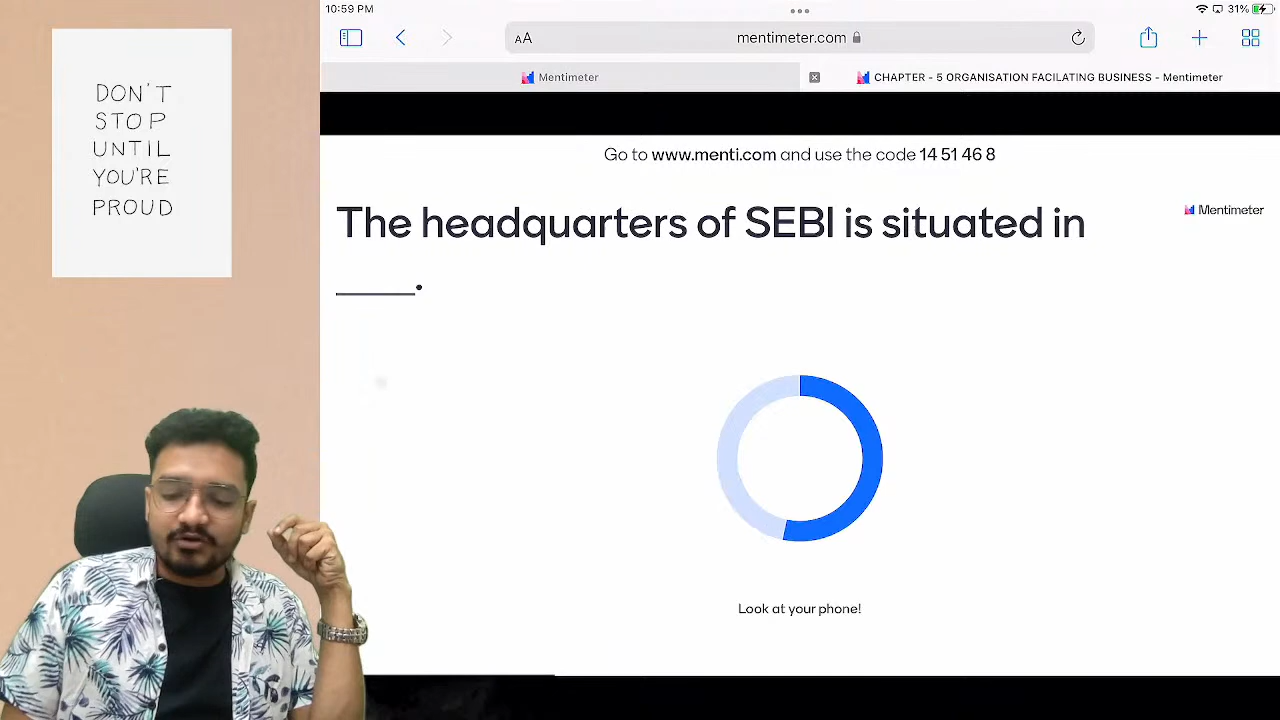 DON'T
STOP
UNTIL
YOU'RE
PROUD
10:59 PM
31%
AA
mentimeter.com
Mentimeter
CHAPTER - 5 ORGANISATION FACILATING BUSINESS - Mentimeter
Go to www.menti.com and use the code 14 51 46 8
The headquarters of SEBI is situated in
______.
Mentimeter
Look at your phone!